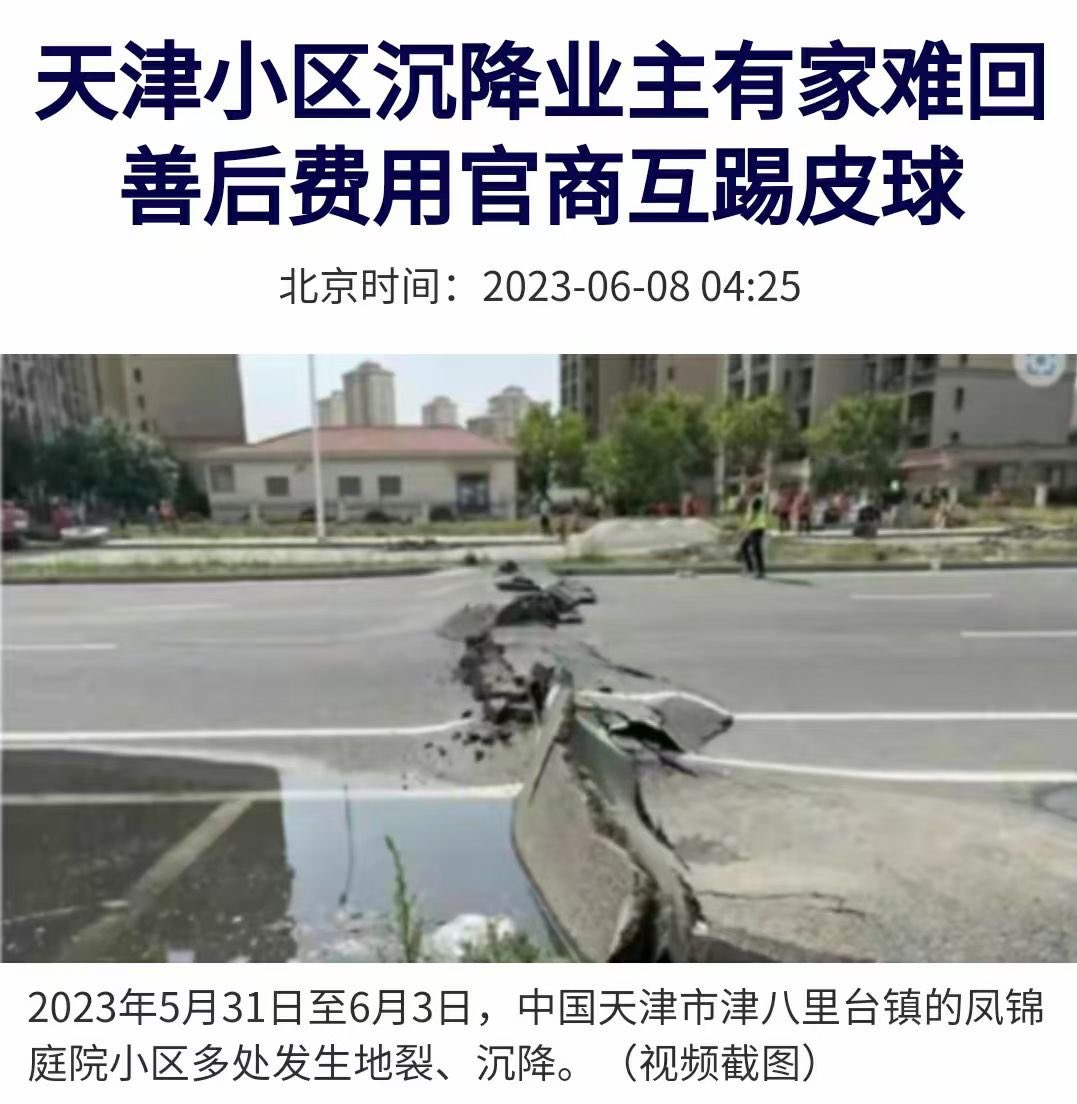 天津小区沉降业主有家难回
善后费用官商互踢皮球
北京时间：2023-06-08 04:25
2023年5月31日至6月3日，中国天津市津八里台镇的凤锦
庭院小区多处发生地裂、沉降。（视频截图）